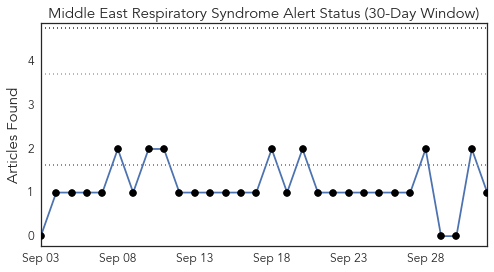 Middle East Respiratory Syndrome Alert Status (30-Day Window)
Articles Found
4
3
2
1
0
Sep 03 Sep 08 Sep 13 Sep 18 Sep 23 Sep 28